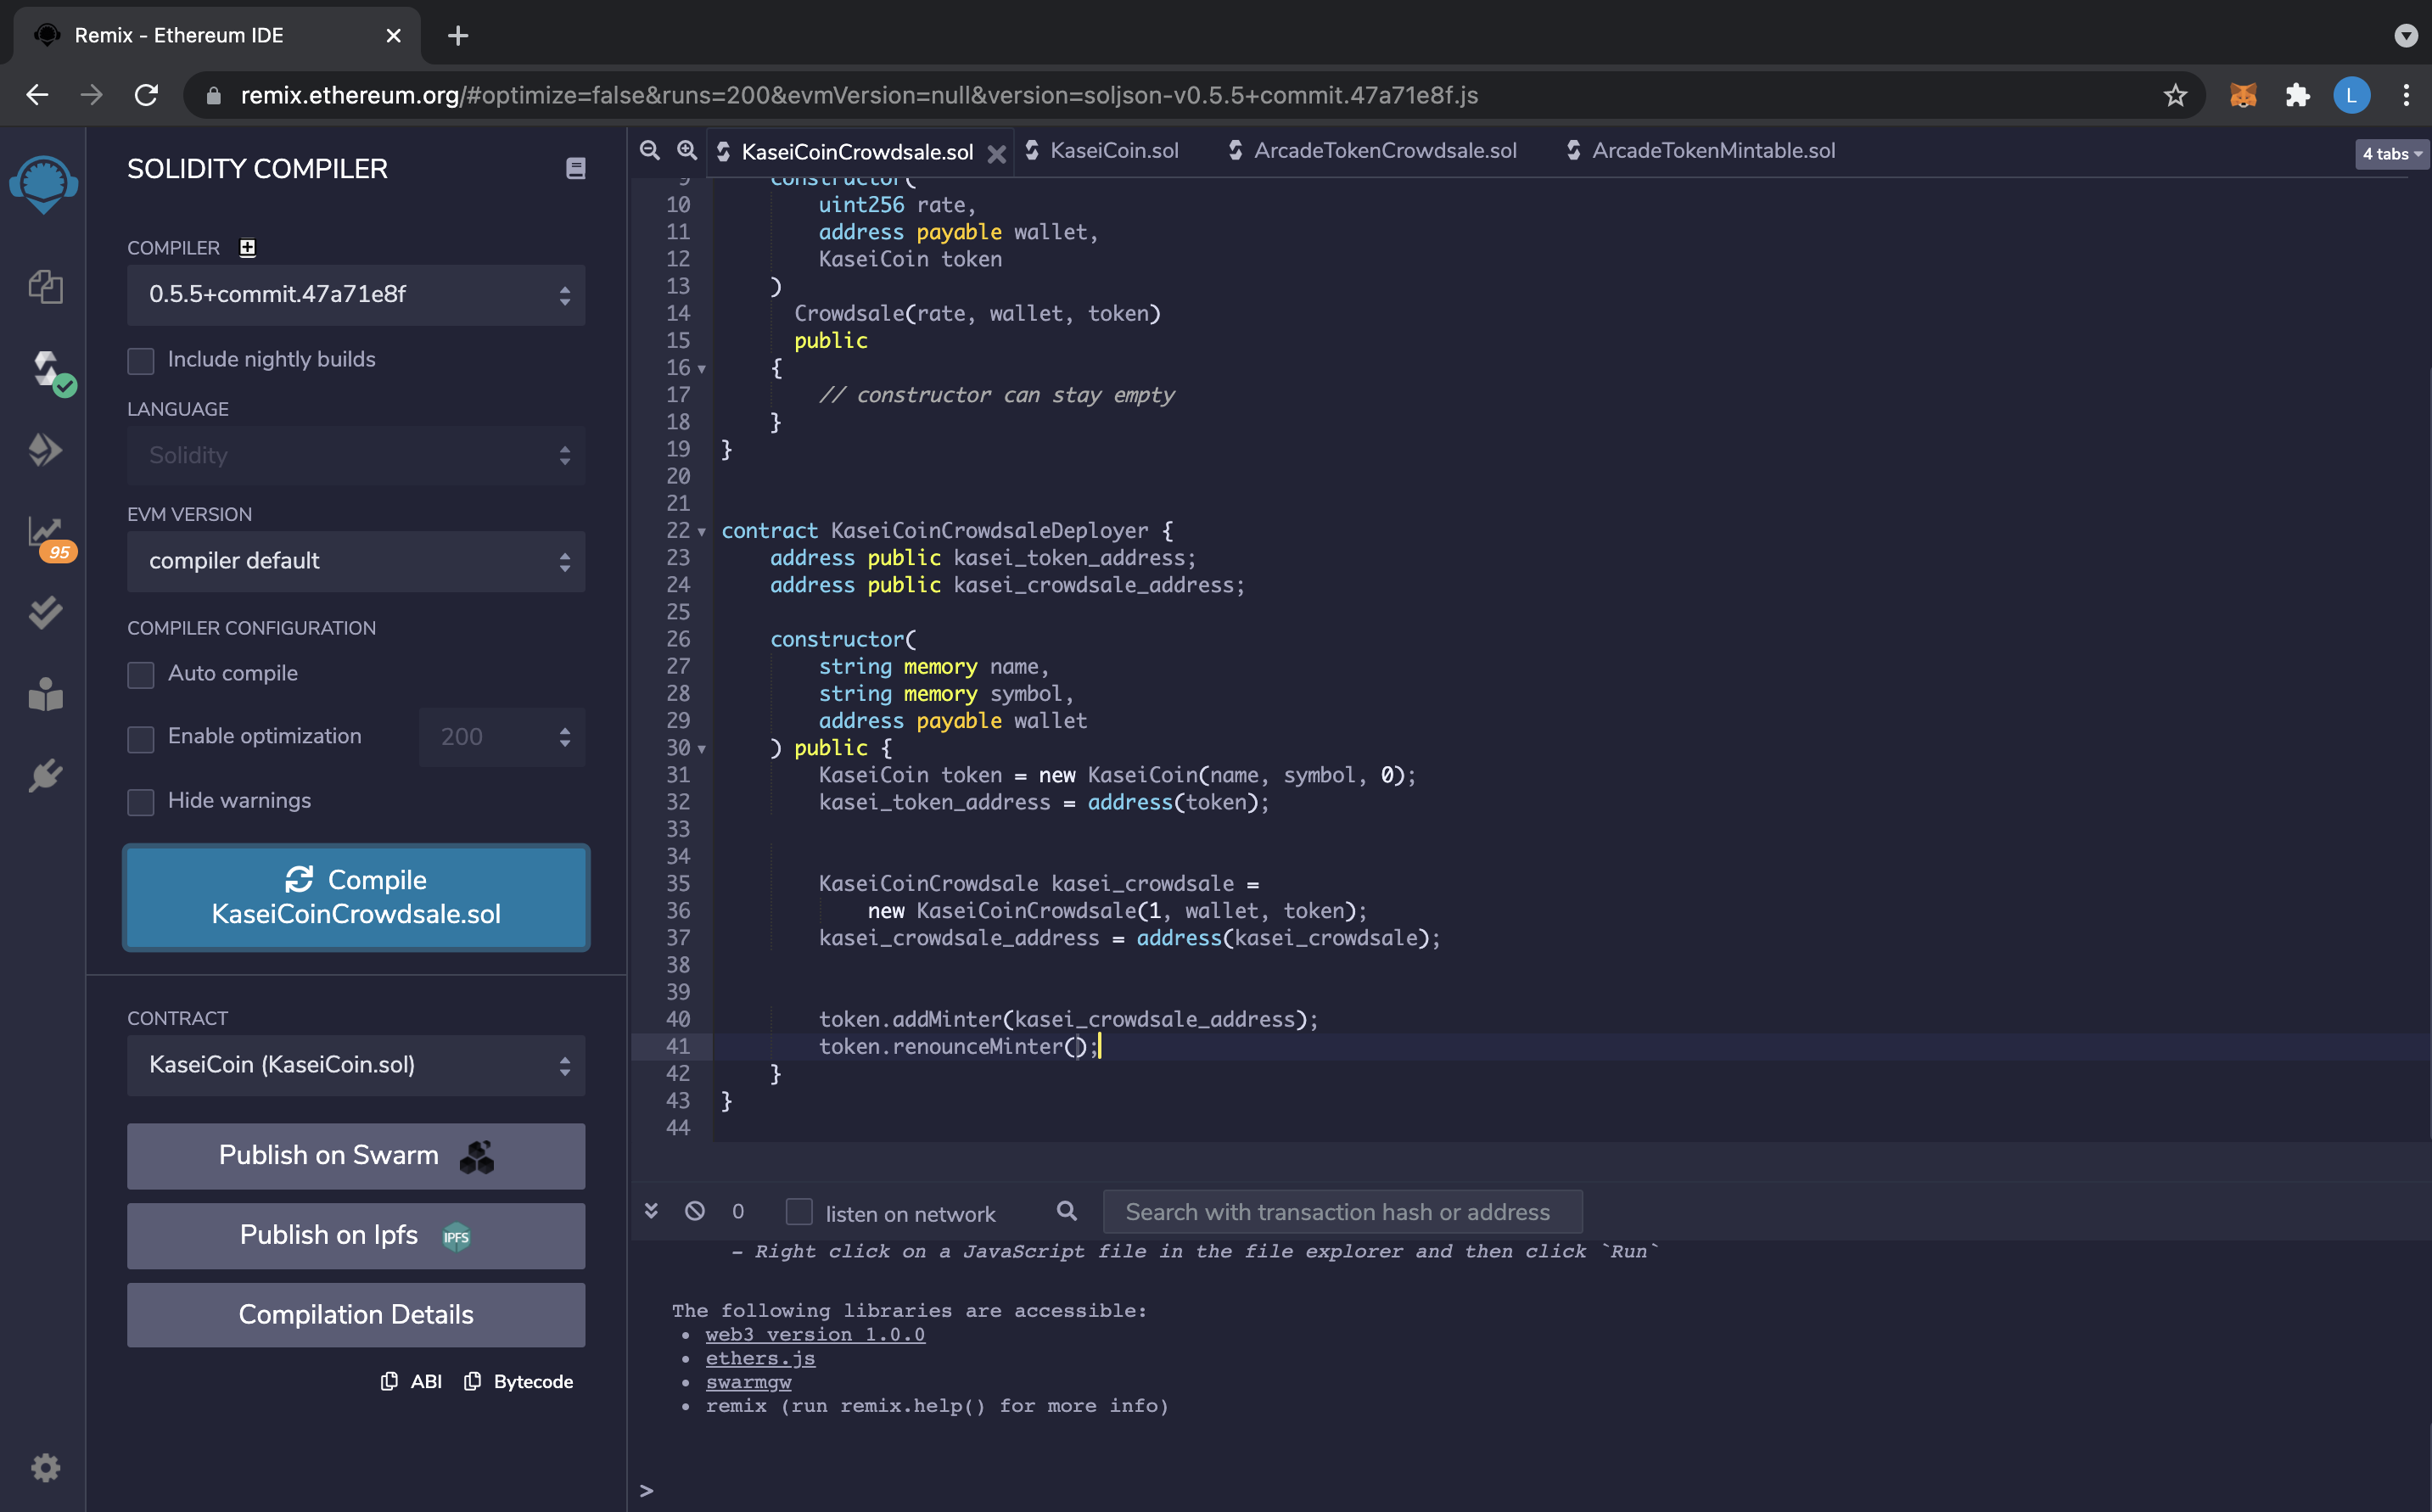 Remix - Ethereum IDE
remix.ethereum.org/#optimize=false&runs=200&evmVersion=null&version=soljson-v0.5.5+commit.47a71e8f.js
L
SOLIDITY COMPILER
COMPILER
0.5.5+commit.47a71e8f
Include nightly builds
LANGUAGE
Solidity
EVM VERSION
compiler default
95
COMPILER CONFIGURATION
Auto compile
Enable optimization 200
Hide warnings
Compile
KaseiCoinCrowdsale.sol
CONTRACT
KaseiCoin (KaseiCoin.sol)
Publish on Swarm
Publish on Ipfs IPFS
Compilation Details
ABI Bytecode
KaseiCoinCrowdsale.sol KaseiCoin.sol ArcadeTokenCrowdsale.sol ArcadeTokenMintable.sol 4 tabs
9 constructor(
10 uint256 rate,
11 address payable wallet,
12 KaseiCoin token
13 )
14 Crowdsale(rate, wallet, token)
15 public
16 {
17 // constructor can stay empty
18 }
19 }
20
21
22 contract KaseiCoinCrowdsaleDeployer {
23 address public kasei_token_address;
24 address public kasei_crowdsale_address;
25
26 constructor(
27 string memory name,
28 string memory symbol,
29 address payable wallet
30 ) public {
31 KaseiCoin token = new KaseiCoin(name, symbol, 0);
32 kasei_token_address = address(token);
33
34
35 KaseiCoinCrowdsale kasei_crowdsale =
36 new KaseiCoinCrowdsale(1, wallet, token);
37 kasei_crowdsale_address = address(kasei_crowdsale);
38
39
40 token.addMinter(kasei_crowdsale_address);
41 token.renounceMinter();
42 }
43 }
44
0 listen on network Search with transaction hash or address
- Right click on a JavaScript file in the file explorer and then click `Run`
The following libraries are accessible:
• web3 version 1.0.0
• ethers.js
• swarmgw
• remix (run remix.help() for more info)
>